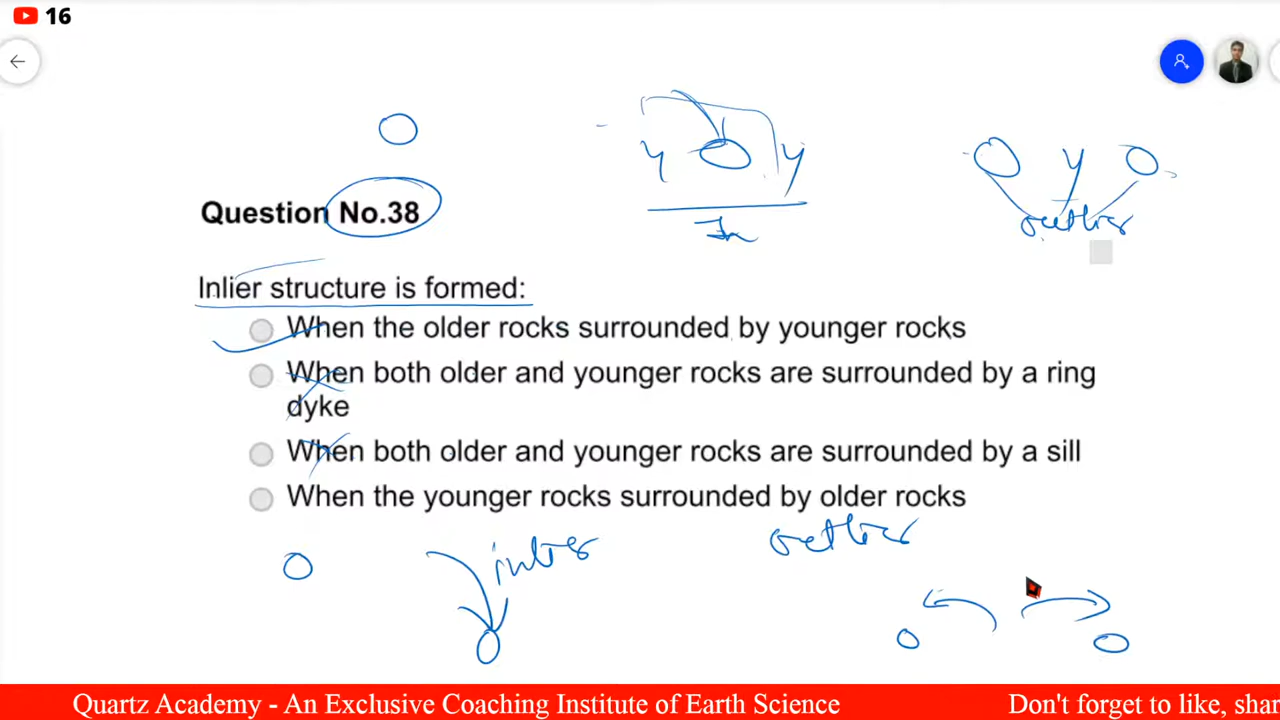 16
O
y O y
In
O y O
outlier
Question No.38
Inlier structure is formed:
When the older rocks surrounded by younger rocks
When both older and younger rocks are surrounded by a ring
dyke
When both older and younger rocks are surrounded by a sill
When the younger rocks surrounded by older rocks
O
inlier
O
outlier
O O
Quartz Academy - An Exclusive Coaching Institute of Earth Science Don't forget to like, shar